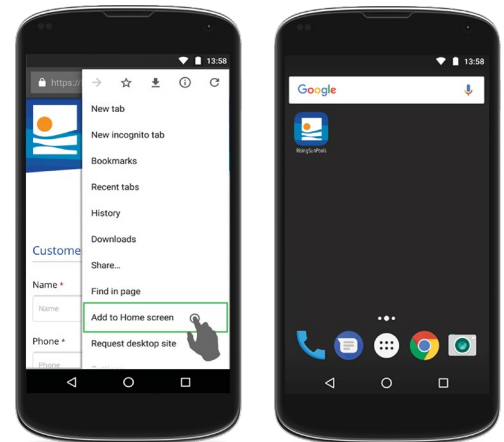 13:58
https://
New tab
New incognito tab
Bookmarks
Recent tabs
History
Downloads
Share...
Find in page
Add to Home screen
Request desktop site
Custome
Name *
Name
Phone *
Phone
13:58
Google
RisingSunPools